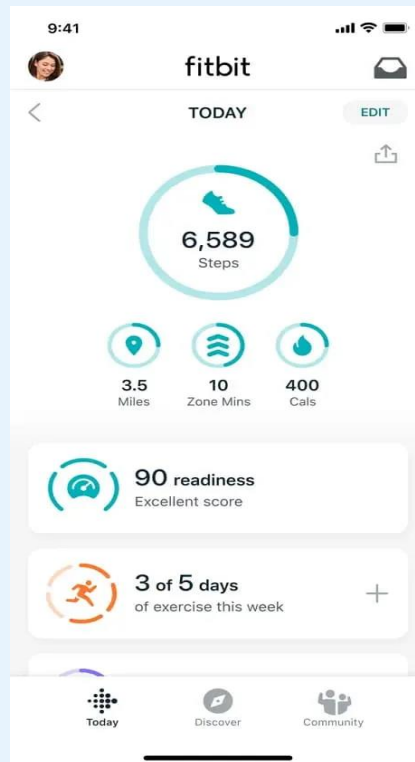 9:41
fitbit
TODAY
EDIT
6,589
Steps
3.5
Miles
10
Zone Mins
400
Cals
90 readiness
Excellent score
3 of 5 days
of exercise this week
Today
Discover
Community